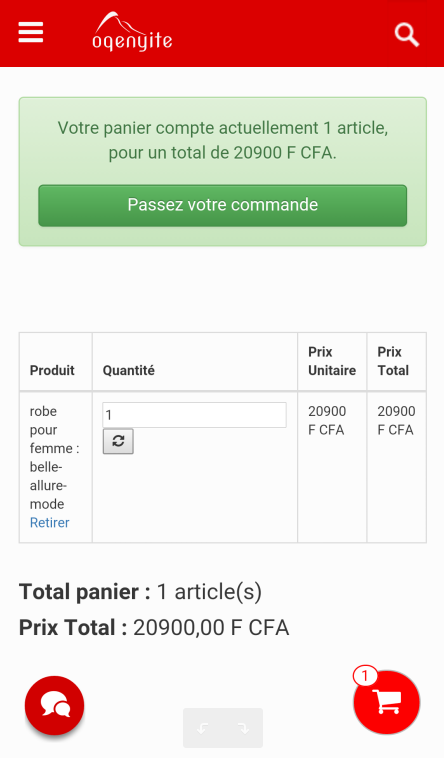 oqenyite
Votre panier compte actuellement 1 article,
pour un total de 20900 F CFA.
Passez votre commande
Produit
Quantité
Prix
Unitaire
Prix
Total
robe
pour
femme :
belle-
allure-
mode
Retirer
1
20900
F CFA
20900
F CFA
Total panier : 1 article(s)
Prix Total : 20900,00 F CFA
1